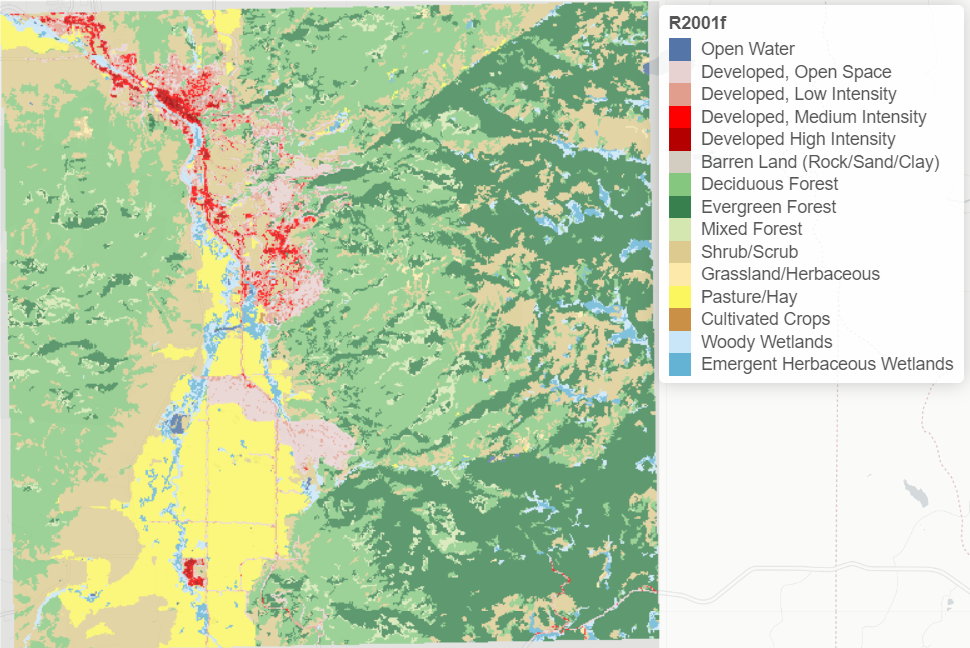 R2001f
Open Water
Developed, Open Space
Developed, Low Intensity
Developed, Medium Intensity
Developed High Intensity
Barren Land (Rock/Sand/Clay)
Deciduous Forest
Evergreen Forest
Mixed Forest
Shrub/Scrub
Grassland/Herbaceous
Pasture/Hay
Cultivated Crops
Woody Wetlands
Emergent Herbaceous Wetlands